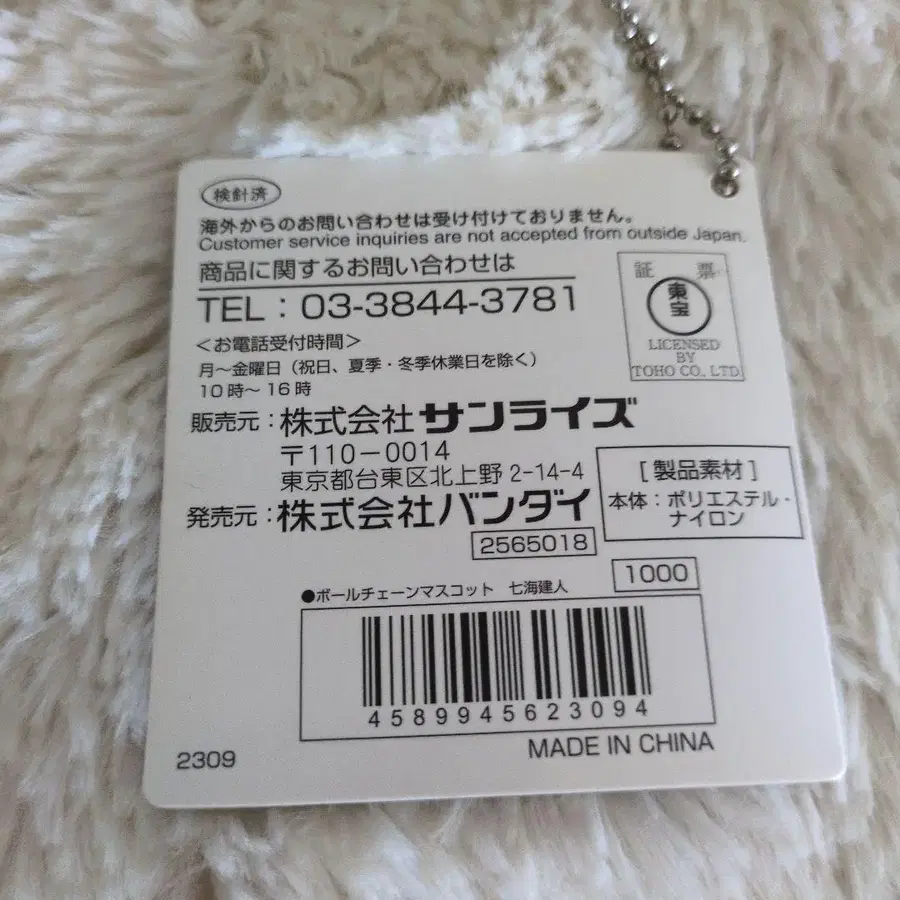 検針済
海外からのお問い合わせは受け付けておりません。
Customer service inquiries are not accepted from outside Japan.
商品に関するお問い合わせは
TEL：03-3844-3781
＜お電話受付時間＞
月〜金曜日（祝日、夏季・冬季休業日を除く）
10時〜16時
証 票
東宝
LICENSED
BY
TOHO CO., LTD.
販売元：株式会社サンライズ
〒110-0014
東京都台東区北上野2-14-4
発売元：株式会社バンダイ
2565018
［製品素材］
本体：ポリエステル・
ナイロン
1000
●ボールチェーンマスコット 七海建人
4589945623094
2309
MADE IN CHINA